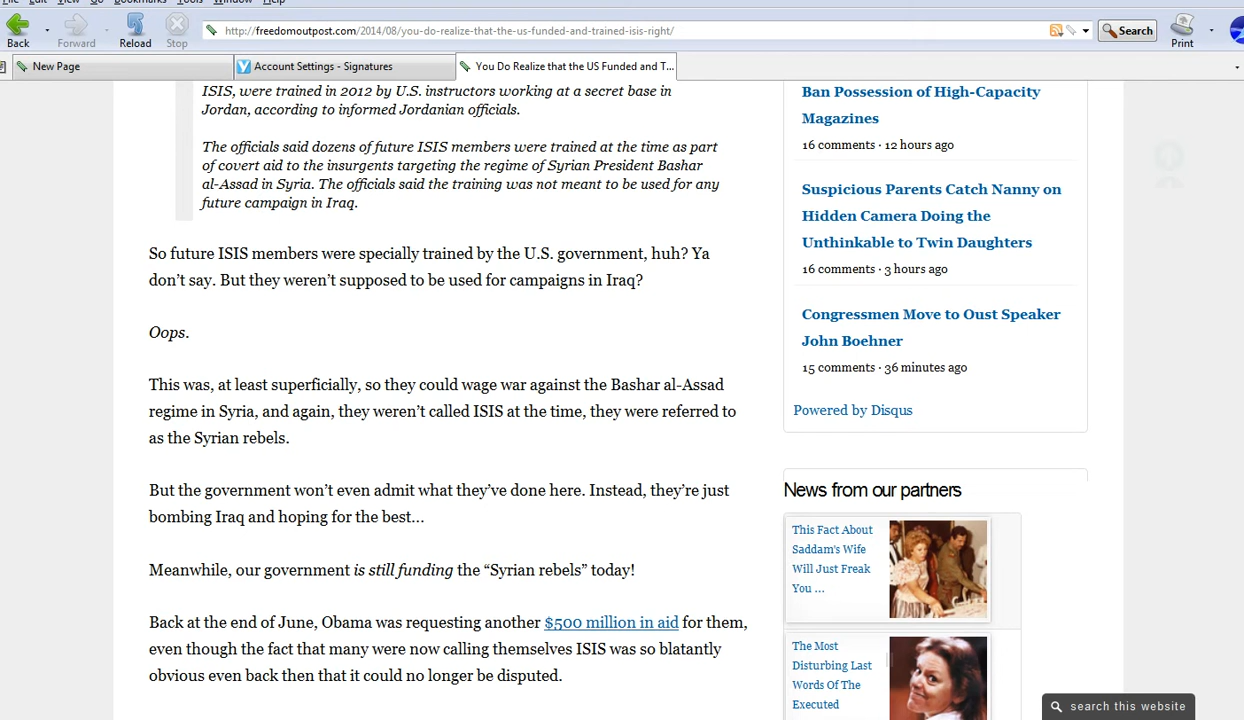 File Edit View Go Bookmarks Tools Window Help
Back
Forward
Reload
Stop
http://freedomoutpost.com/2014/08/you-do-realize-that-the-us-funded-and-trained-isis-right/
Search
Print
New Page
Account Settings - Signatures
You Do Realize that the US Funded and T...
ISIS, were trained in 2012 by U.S. instructors working at a secret base in
Jordan, according to informed Jordanian officials.
The officials said dozens of future ISIS members were trained at the time as part
of covert aid to the insurgents targeting the regime of Syrian President Bashar
al-Assad in Syria. The officials said the training was not meant to be used for any
future campaign in Iraq.
So future ISIS members were specially trained by the U.S. government, huh? Ya
don’t say. But they weren’t supposed to be used for campaigns in Iraq?
Oops.
This was, at least superficially, so they could wage war against the Bashar al-Assad
regime in Syria, and again, they weren’t called ISIS at the time, they were referred to
as the Syrian rebels.
But the government won’t even admit what they’ve done here. Instead, they’re just
bombing Iraq and hoping for the best…
Meanwhile, our government is still funding the “Syrian rebels” today!
Back at the end of June, Obama was requesting another $500 million in aid for them,
even though the fact that many were now calling themselves ISIS was so blatantly
obvious even back then that it could no longer be disputed.
Ban Possession of High-Capacity
Magazines
16 comments · 12 hours ago
Suspicious Parents Catch Nanny on
Hidden Camera Doing the
Unthinkable to Twin Daughters
16 comments · 3 hours ago
Congressmen Move to Oust Speaker
John Boehner
15 comments · 36 minutes ago
Powered by Disqus
News from our partners
This Fact About
Saddam's Wife
Will Just Freak
You ...
The Most
Disturbing Last
Words Of The
Executed
search this website